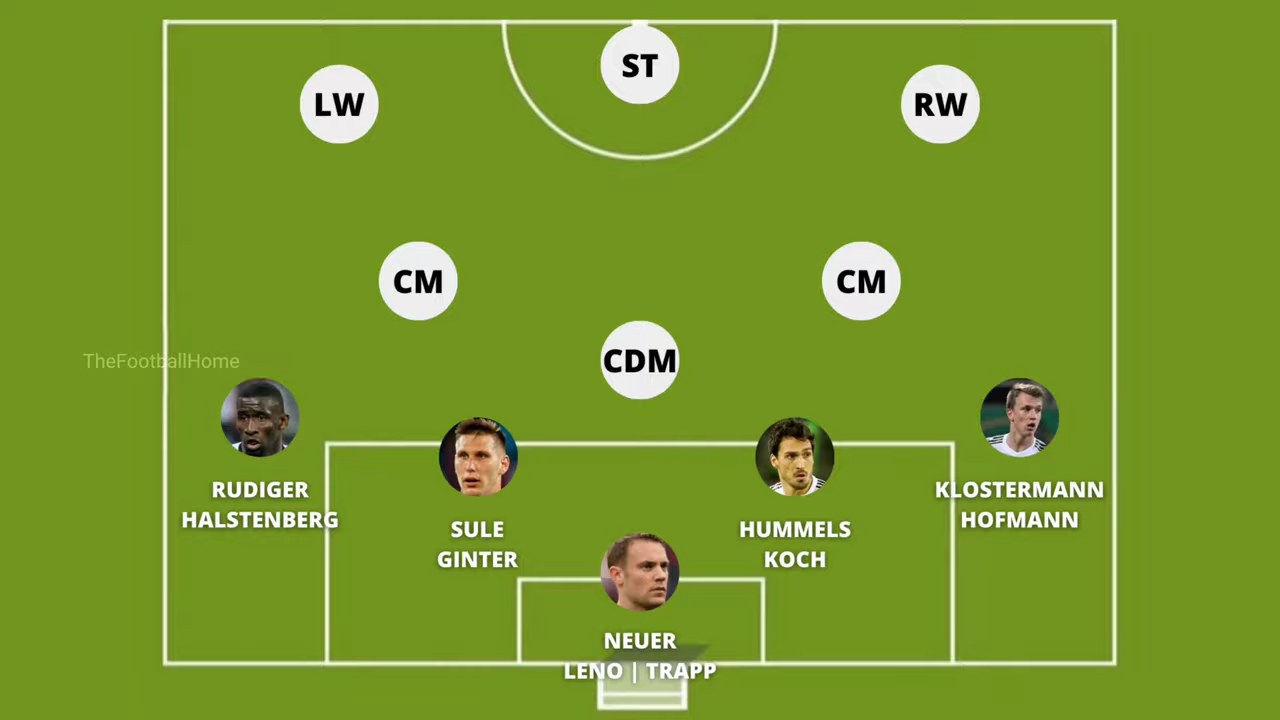 ST
LW
RW
CM
CM
CDM
TheFootballHome
RUDIGER
HALSTENBERG
SULE
GINTER
HUMMELS
KOCH
KLOSTERMANN
HOFMANN
NEUER
LENO | TRAPP